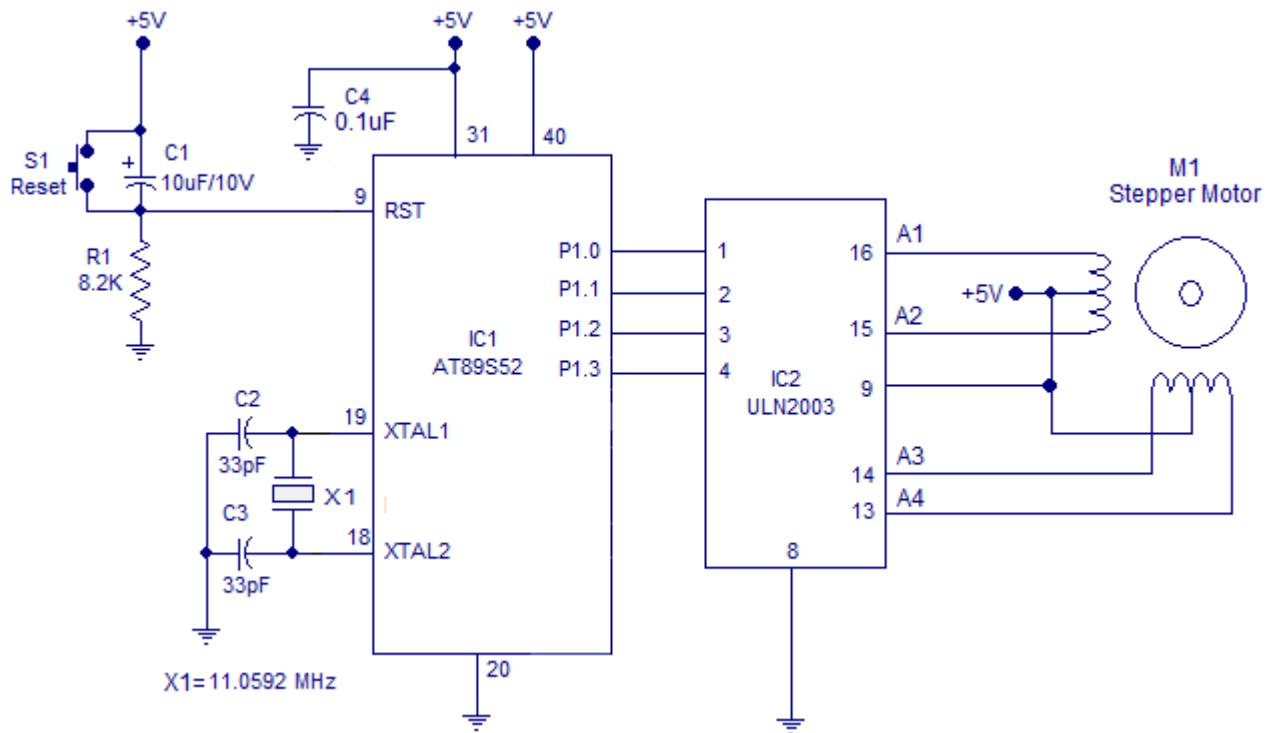 +5V
+5V
+5V
C4
0.1uF
31
40
S1
Reset
+
C1
10uF/10V
9
RST
R1
8.2K
P1.0
P1.1
P1.2
P1.3
IC1
AT89S52
1
2
3
4
IC2
ULN2003
16
A1
15
A2
9
14
A3
13
A4
8
+5V
M1
Stepper Motor
C2
33pF
19
XTAL1
X1
C3
33pF
18
XTAL2
20
X1= 11.0592 MHz